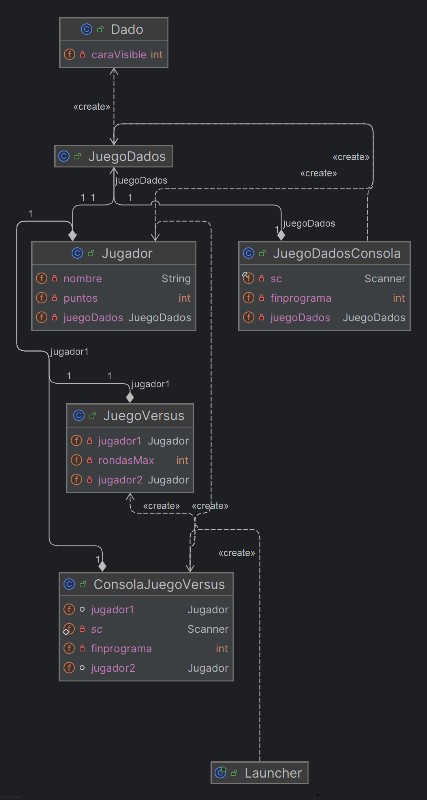 Dado
caraVisible int
«create»
JuegoDados
«create»
«create»
juegoDados
1 1
1
1
juegoDados
1
Jugador
nombre String
puntos int
juegoDados JuegoDados
JuegoDadosConsola
sc Scanner
finprograma int
juegoDados JuegoDados
jugador1
1
1
jugador1
JuegoVersus
jugador1 Jugador
rondasMax int
jugador2 Jugador
«create»
«create»
«create»
1
ConsolaJuegoVersus
jugador1 Jugador
sc Scanner
finprograma int
jugador2 Jugador
Launcher